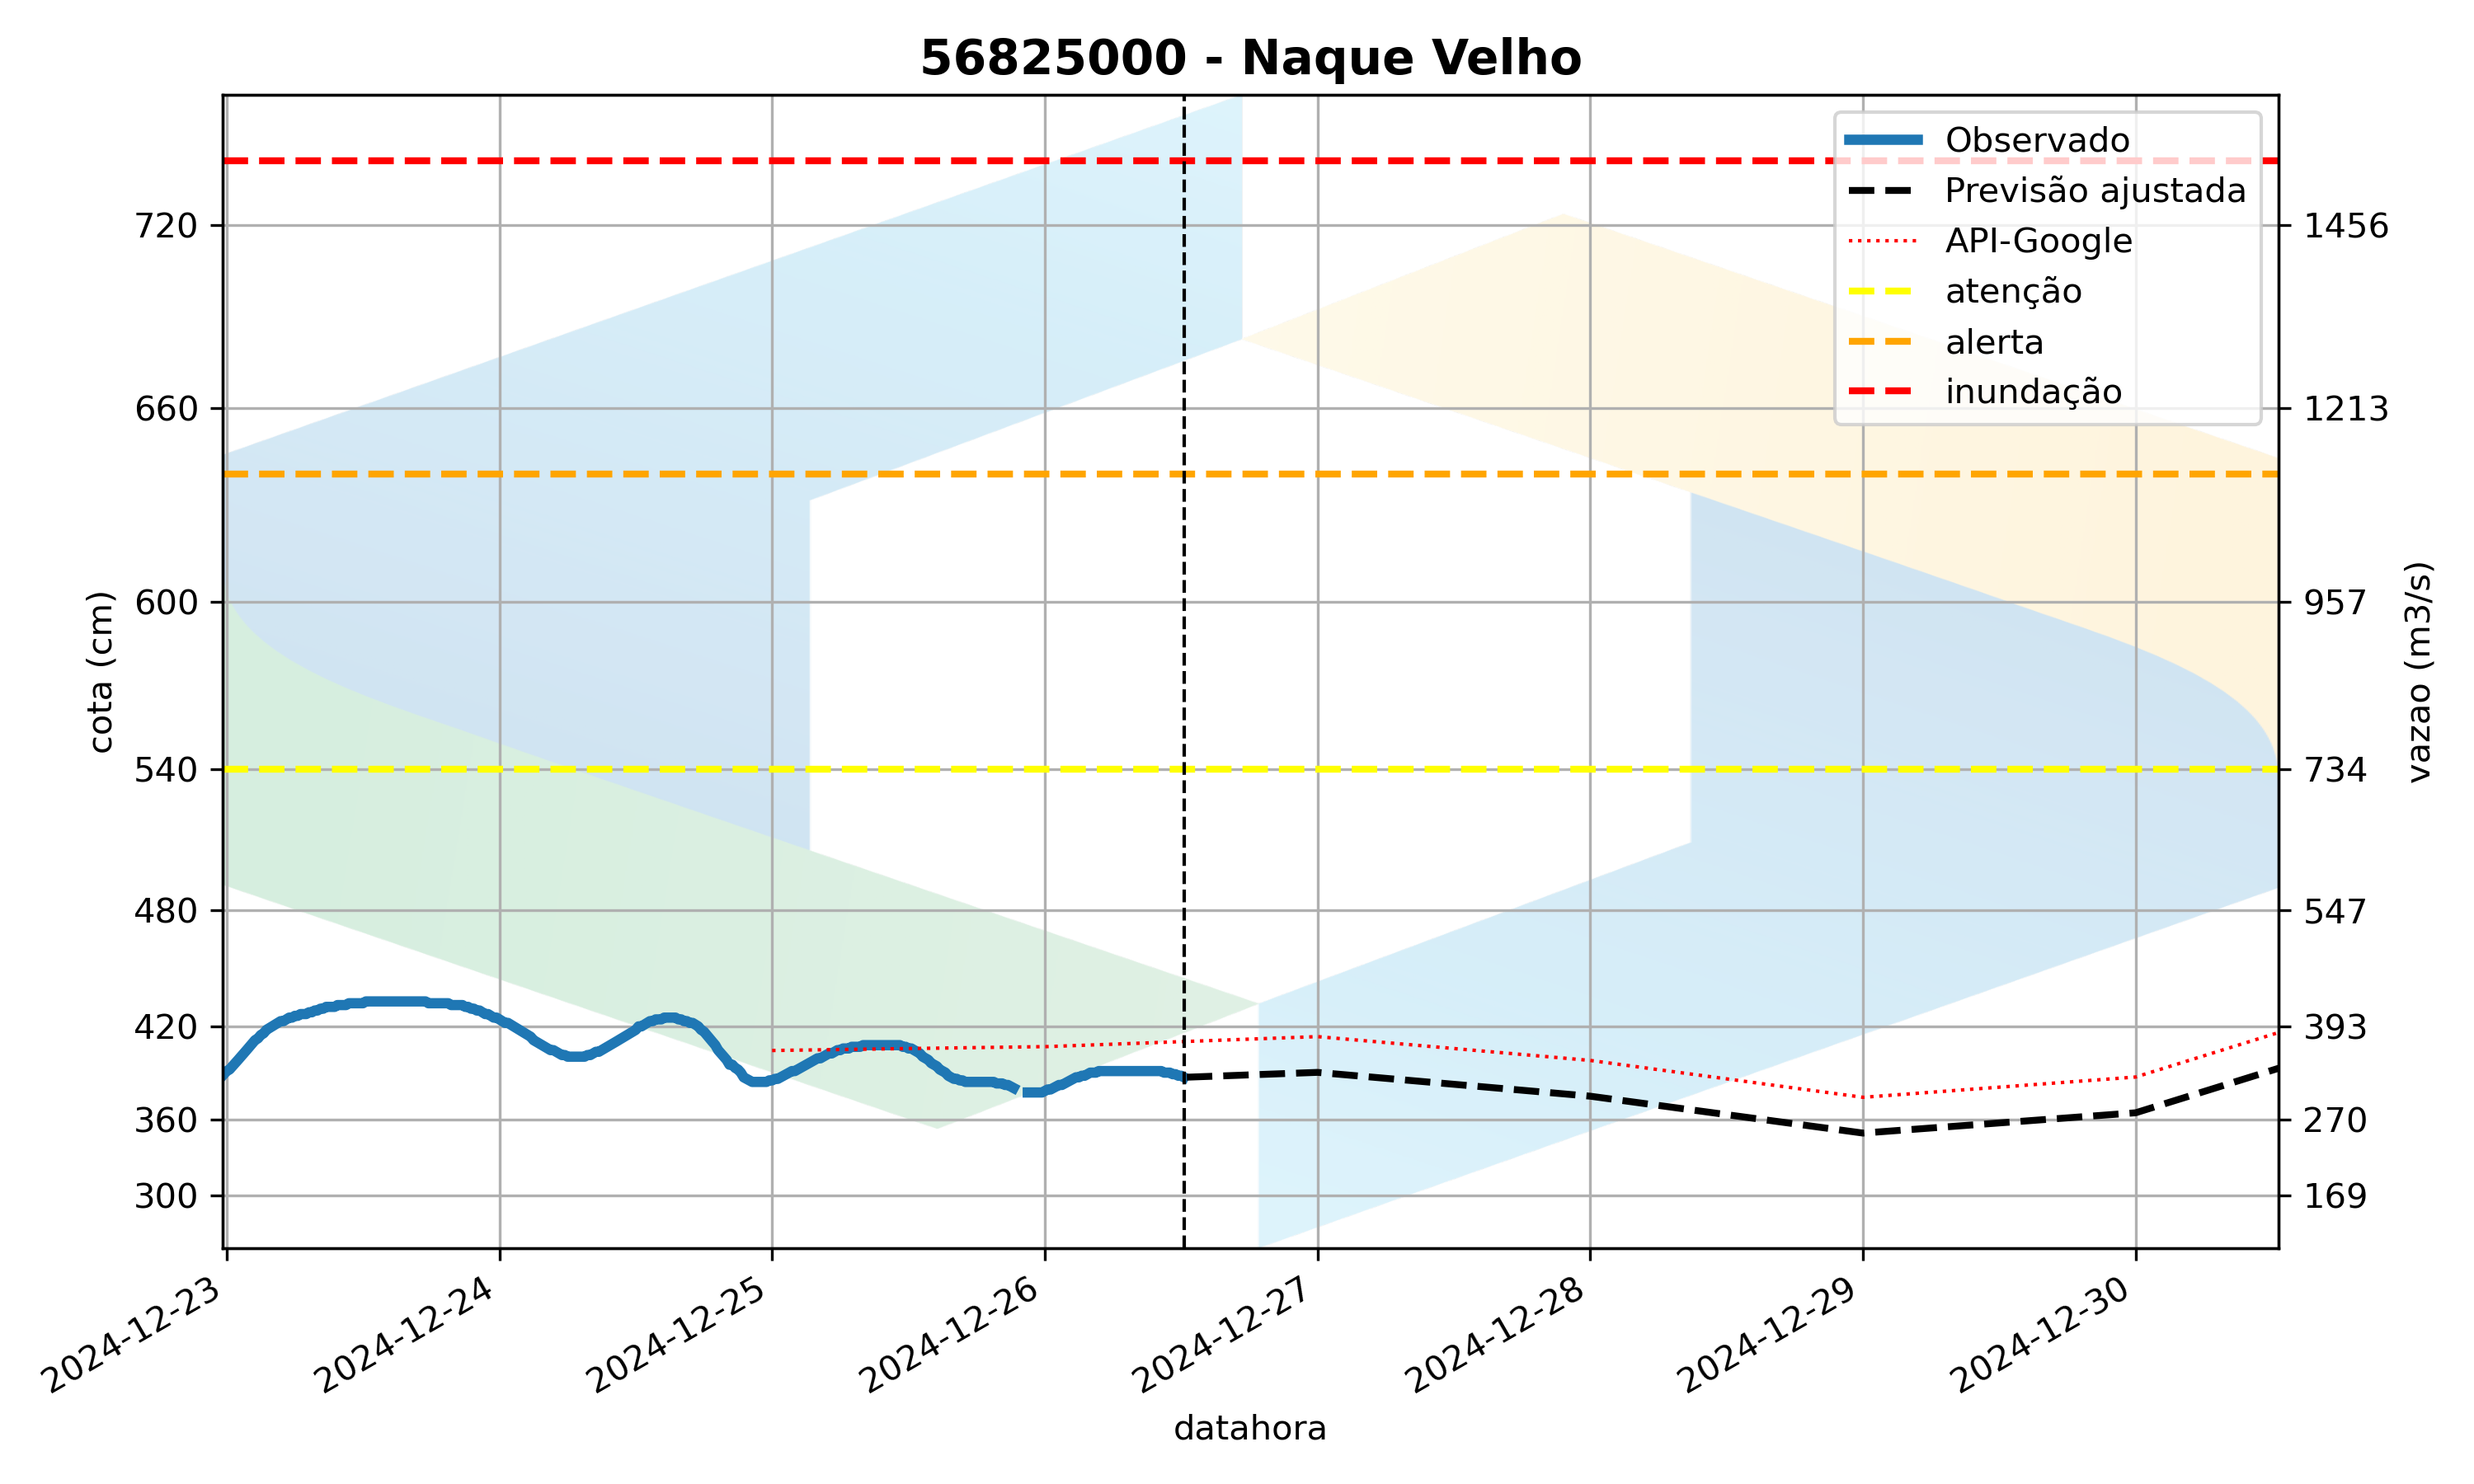 56825000 - Naque Velho
Observado
Previsão ajustada
API-Google
atenção
alerta
inundação
720
660
600
540
480
420
360
300
cota (cm)
1456
1213
957
734
547
393
270
169
vazao (m3/s)
2024-12-23
2024-12-24
2024-12-25
2024-12-26
2024-12-27
2024-12-28
2024-12-29
2024-12-30
datahora